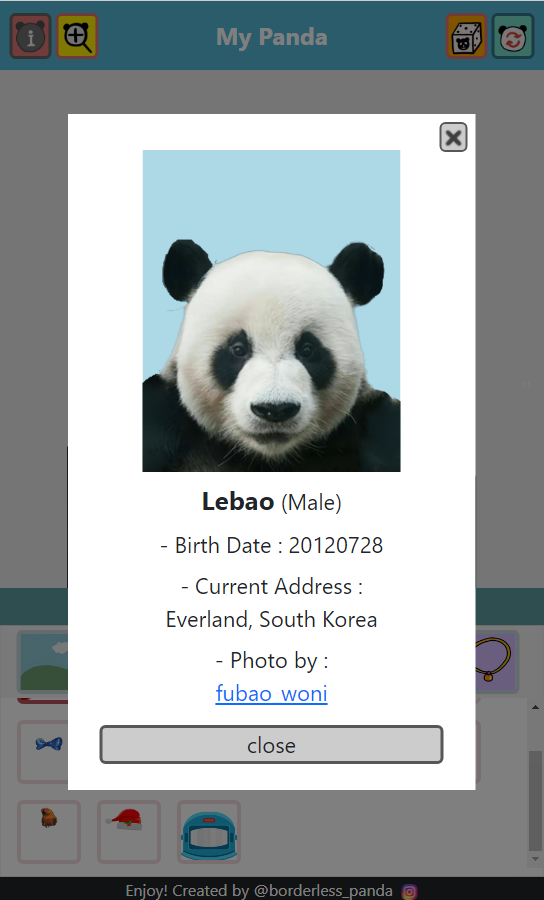 My Panda
Lebao (Male)
- Birth Date : 20120728
- Current Address :
Everland, South Korea
- Photo by :
fubao_woni
close
Enjoy! Created by @borderless_panda